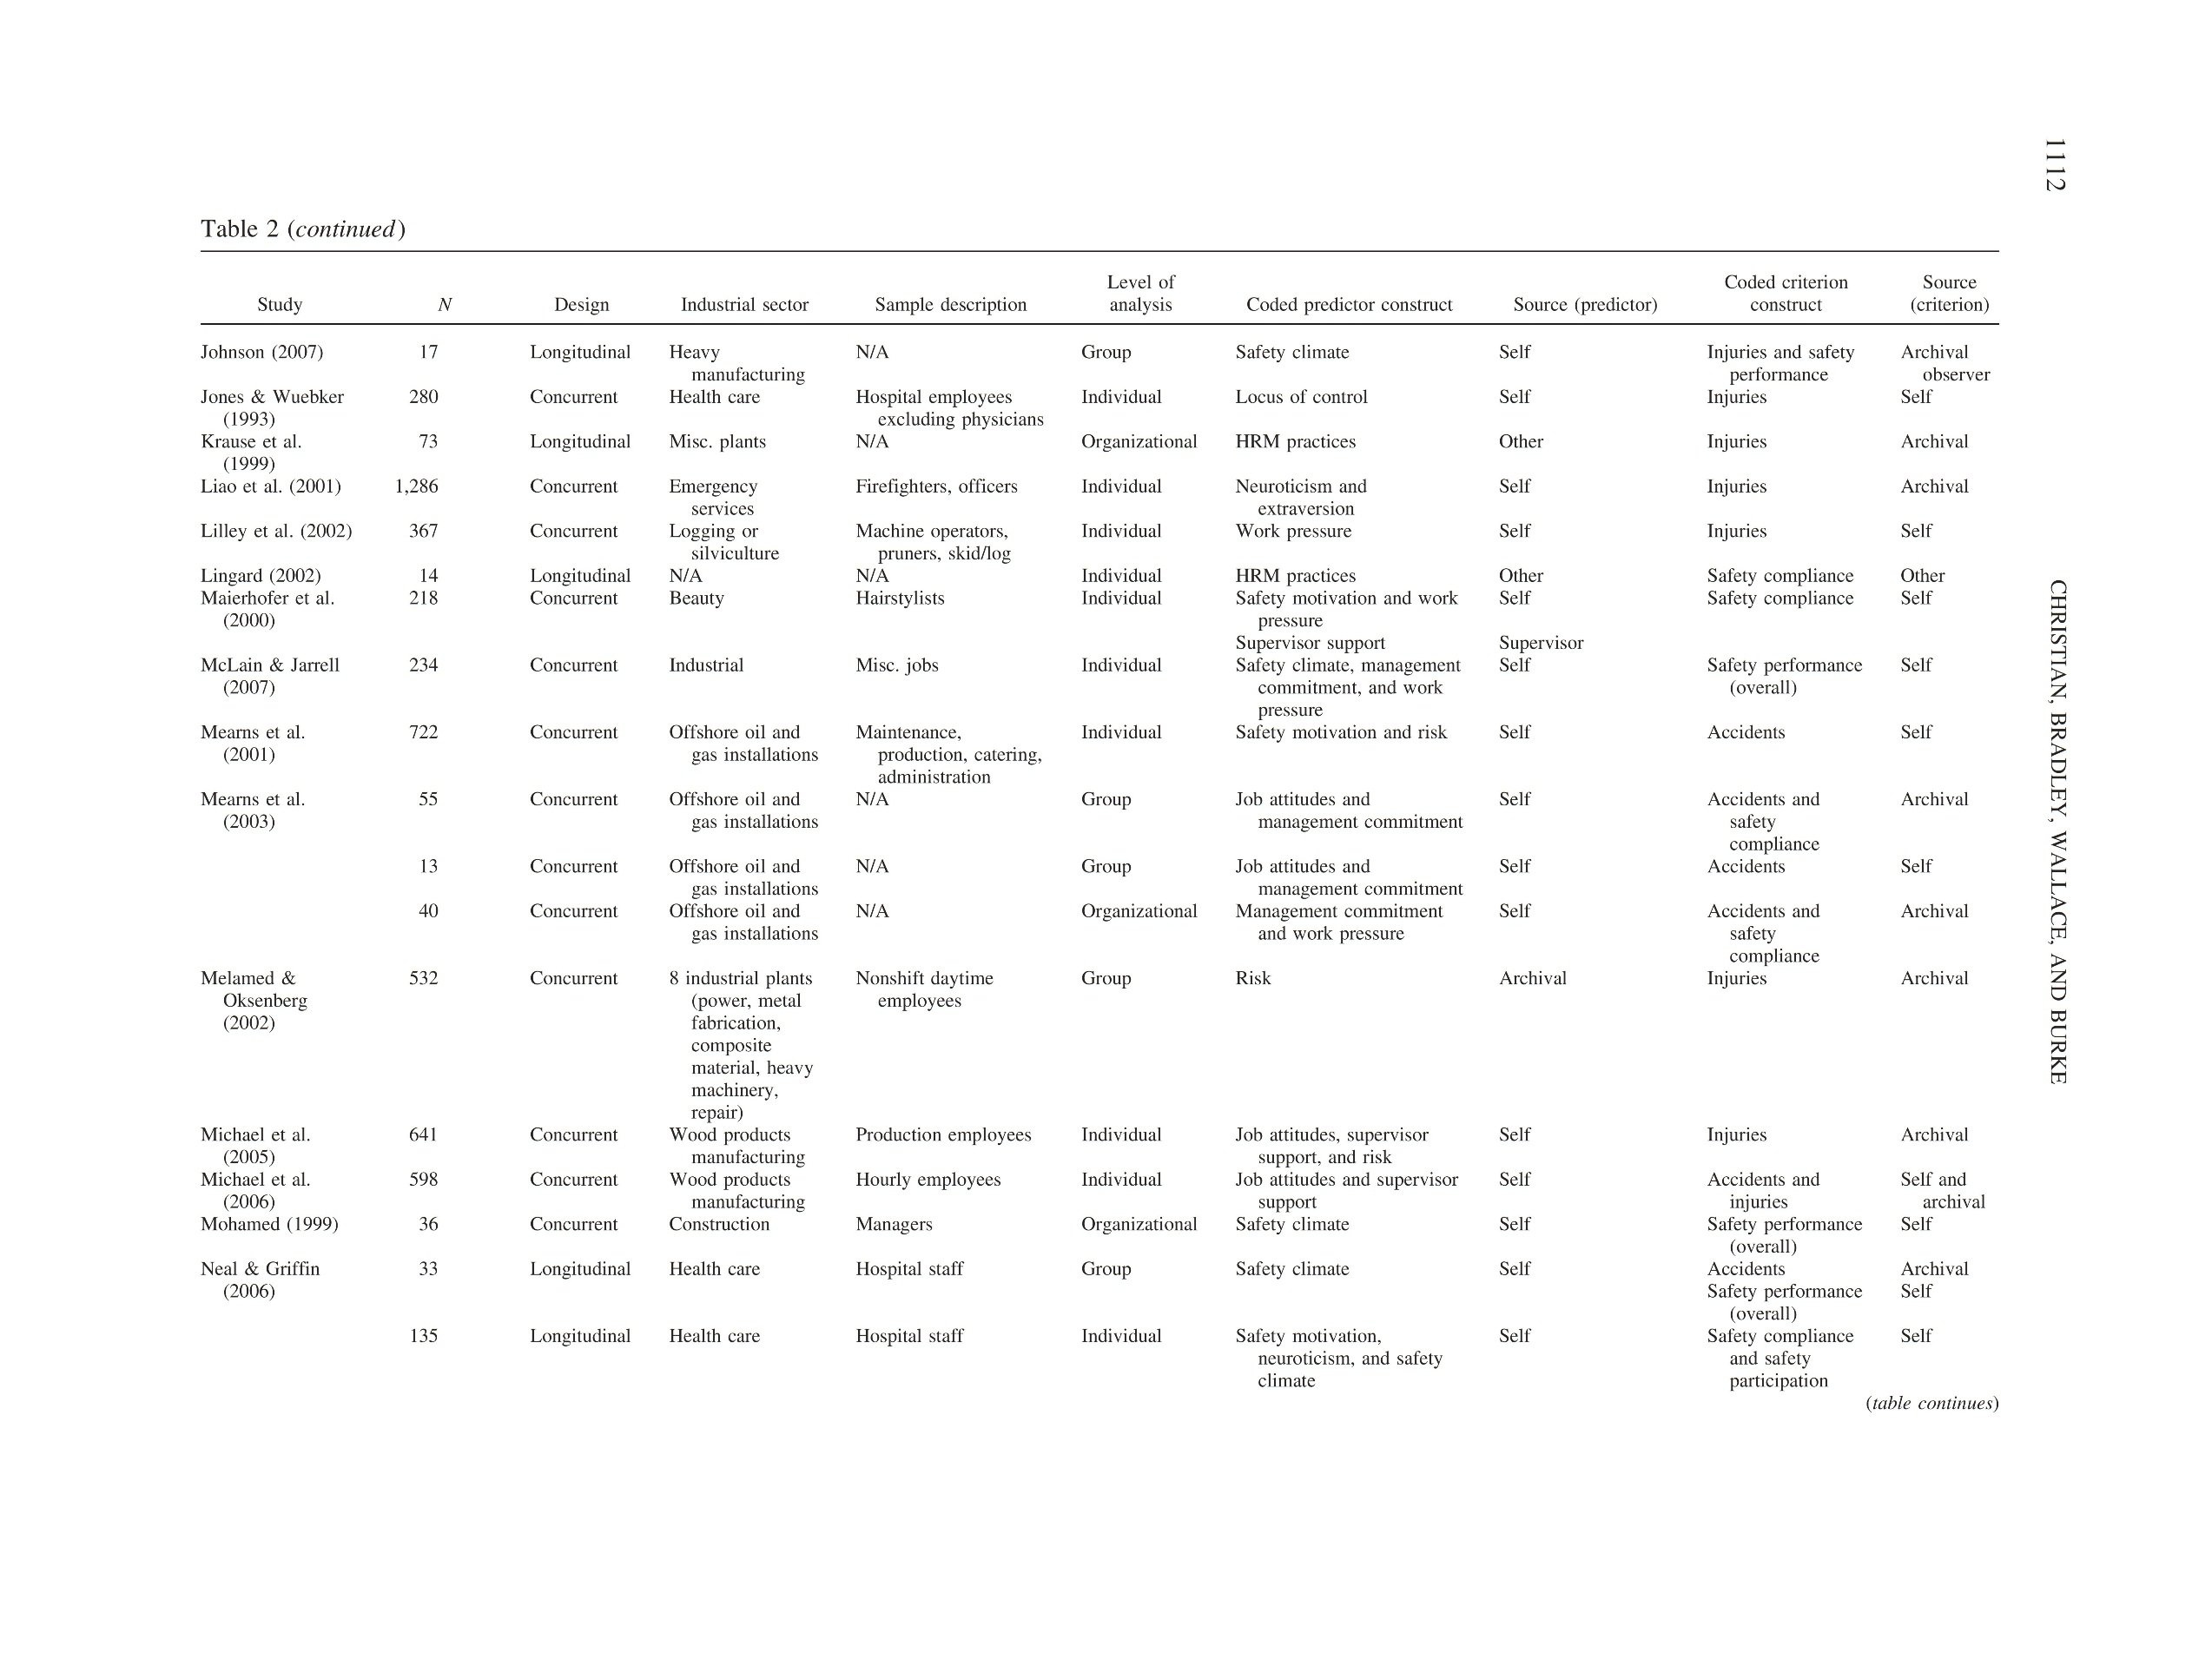 1112
CHRISTIAN, BRADLEY, WALLACE, AND BURKE
Table 2 (continued)
Study N Design Industrial sector Sample description Level of analysis Coded predictor construct Source (predictor) Coded criterion construct Source (criterion)
Johnson (2007) 17 Longitudinal Heavy manufacturing N/A Group Safety climate Self Injuries and safety performance Archival observer
Jones & Wuebker (1993) 280 Concurrent Health care Hospital employees excluding physicians Individual Locus of control Self Injuries Self
Krause et al. (1999) 73 Longitudinal Misc. plants N/A Organizational HRM practices Other Injuries Archival
Liao et al. (2001) 1,286 Concurrent Emergency services Firefighters, officers Individual Neuroticism and extraversion Self Injuries Archival
Lilley et al. (2002) 367 Concurrent Logging or silviculture Machine operators, pruners, skid/log Individual Work pressure Self Injuries Self
Lingard (2002) 14 Longitudinal N/A N/A Individual HRM practices Other Safety compliance Other
Maierhofer et al. (2000) 218 Concurrent Beauty Hairstylists Individual Safety motivation and work pressure Self Safety compliance Self
Supervisor support Supervisor
McLain & Jarrell (2007) 234 Concurrent Industrial Misc. jobs Individual Safety climate, management commitment, and work pressure Self Safety performance (overall) Self
Mearns et al. (2001) 722 Concurrent Offshore oil and gas installations Maintenance, production, catering, administration Individual Safety motivation and risk Self Accidents Self
Mearns et al. (2003) 55 Concurrent Offshore oil and gas installations N/A Group Job attitudes and management commitment Self Accidents and safety compliance Archival
13 Concurrent Offshore oil and gas installations N/A Group Job attitudes and management commitment Self Accidents Self
40 Concurrent Offshore oil and gas installations N/A Organizational Management commitment and work pressure Self Accidents and safety compliance Archival
Melamed & Oksenberg (2002) 532 Concurrent 8 industrial plants (power, metal fabrication, composite material, heavy machinery, repair) Nonshift daytime employees Group Risk Archival Injuries Archival
Michael et al. (2005) 641 Concurrent Wood products manufacturing Production employees Individual Job attitudes, supervisor support, and risk Self Injuries Archival
Michael et al. (2006) 598 Concurrent Wood products manufacturing Hourly employees Individual Job attitudes and supervisor support Self Accidents and injuries Self and archival
Mohamed (1999) 36 Concurrent Construction Managers Organizational Safety climate Self Safety performance (overall) Self
Neal & Griffin (2006) 33 Longitudinal Health care Hospital staff Group Safety climate Self Accidents Archival
Safety performance (overall) Self
135 Longitudinal Health care Hospital staff Individual Safety motivation, neuroticism, and safety climate Self Safety compliance and safety participation Self
(table continues)